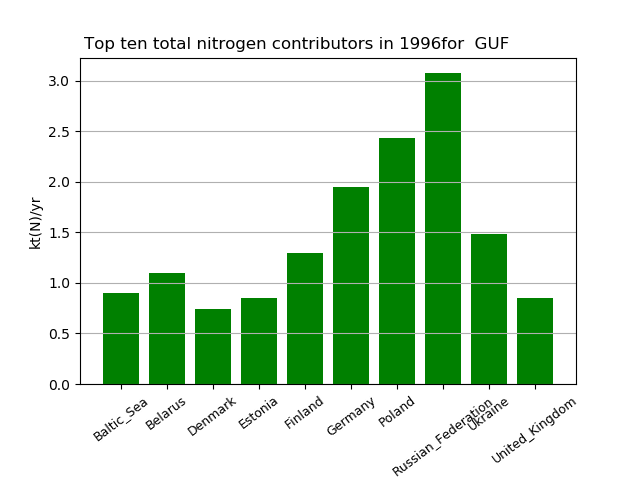 Top ten total nitrogen contributors in 1996for  GUF
kt(N)/yr
3.0
2.5
2.0
1.5
1.0
0.5
0.0
Baltic_Sea
Belarus
Denmark
Estonia
Finland
Germany
Poland
Russian_Federation
Ukraine
United_Kingdom